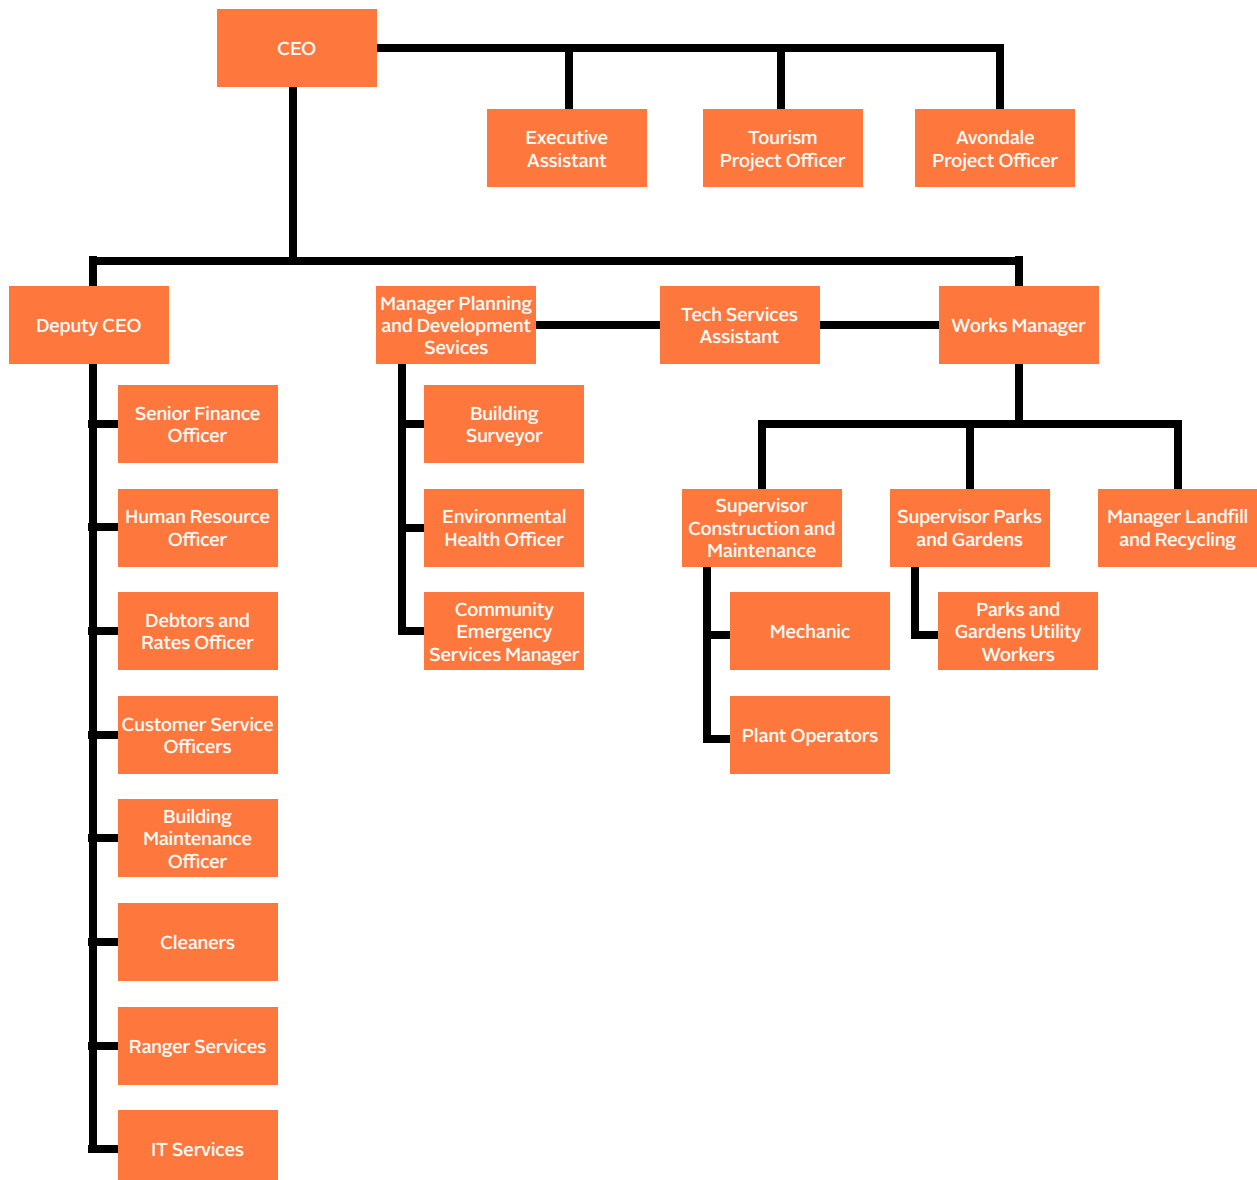 CEO
Executive
Assistant
Tourism
Project Officer
Avondale
Project Officer
Deputy CEO
Manager Planning
and Development
Sevices
Tech Services
Assistant
Works Manager
Senior Finance
Officer
Human Resource
Officer
Debtors and
Rates Officer
Customer Service
Officers
Building
Maintenance
Officer
Cleaners
Ranger Services
IT Services
Building
Surveyor
Environmental
Health Officer
Community
Emergency
Services Manager
Supervisor
Construction and
Maintenance
Mechanic
Plant Operators
Supervisor Parks
and Gardens
Parks and
Gardens Utility
Workers
Manager Landfill
and Recycling